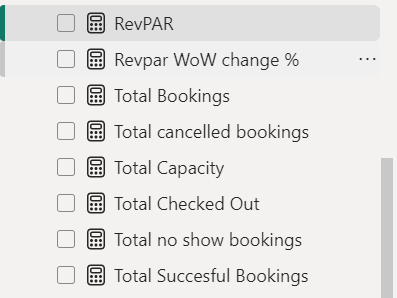 RevPAR
Revpar WoW change %
Total Bookings
Total cancelled bookings
Total Capacity
Total Checked Out
Total no show bookings
Total Succesful Bookings